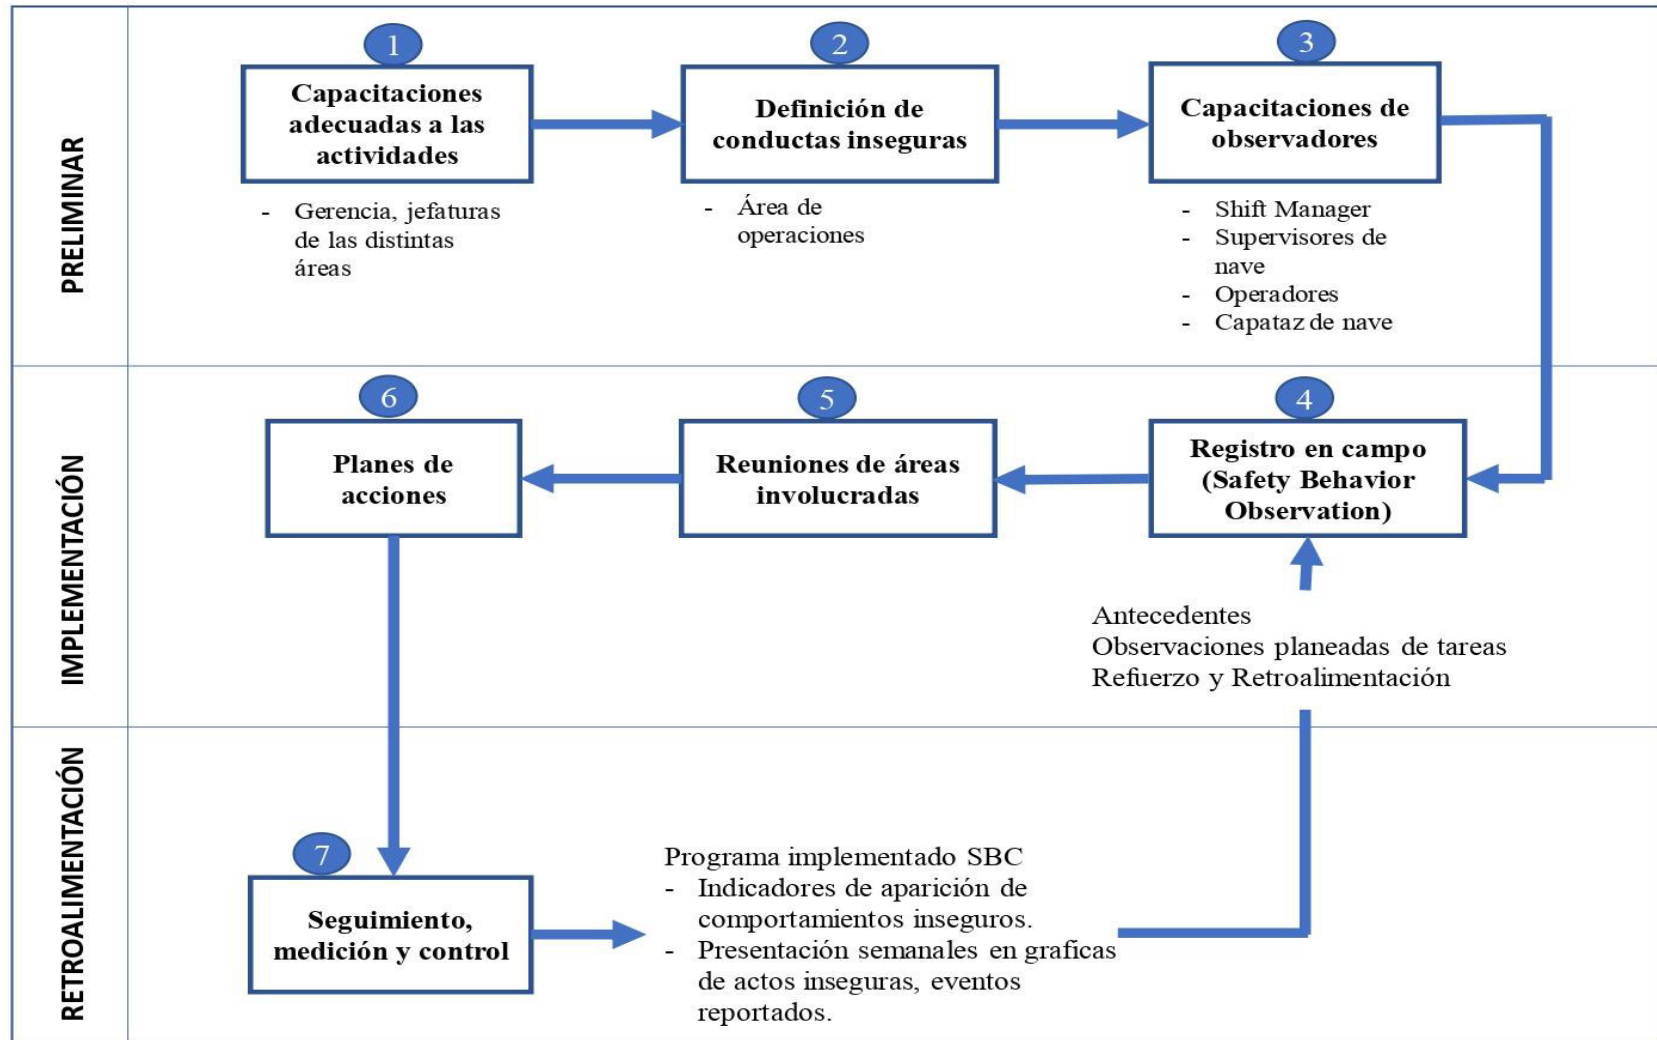 PRELIMINAR
1
Capacitaciones
adecuadas a las
actividades
- Gerencia, jefaturas
de las distintas
áreas
2
Definición de
conductas inseguras
- Área de
operaciones
3
Capacitaciones de
observadores
- Shift Manager
- Supervisores de
nave
- Operadores
- Capataz de nave
IMPLEMENTACIÓN
6
Planes de
acciones
5
Reuniones de áreas
involucradas
4
Registro en campo
(Safety Behavior
Observation)
Antecedentes
Observaciones planeadas de tareas
Refuerzo y Retroalimentación
RETROALIMENTACIÓN
7
Seguimiento,
medición y control
Programa implementado SBC
- Indicadores de aparición de
comportamientos inseguros.
- Presentación semanales en graficas
de actos inseguras, eventos
reportados.